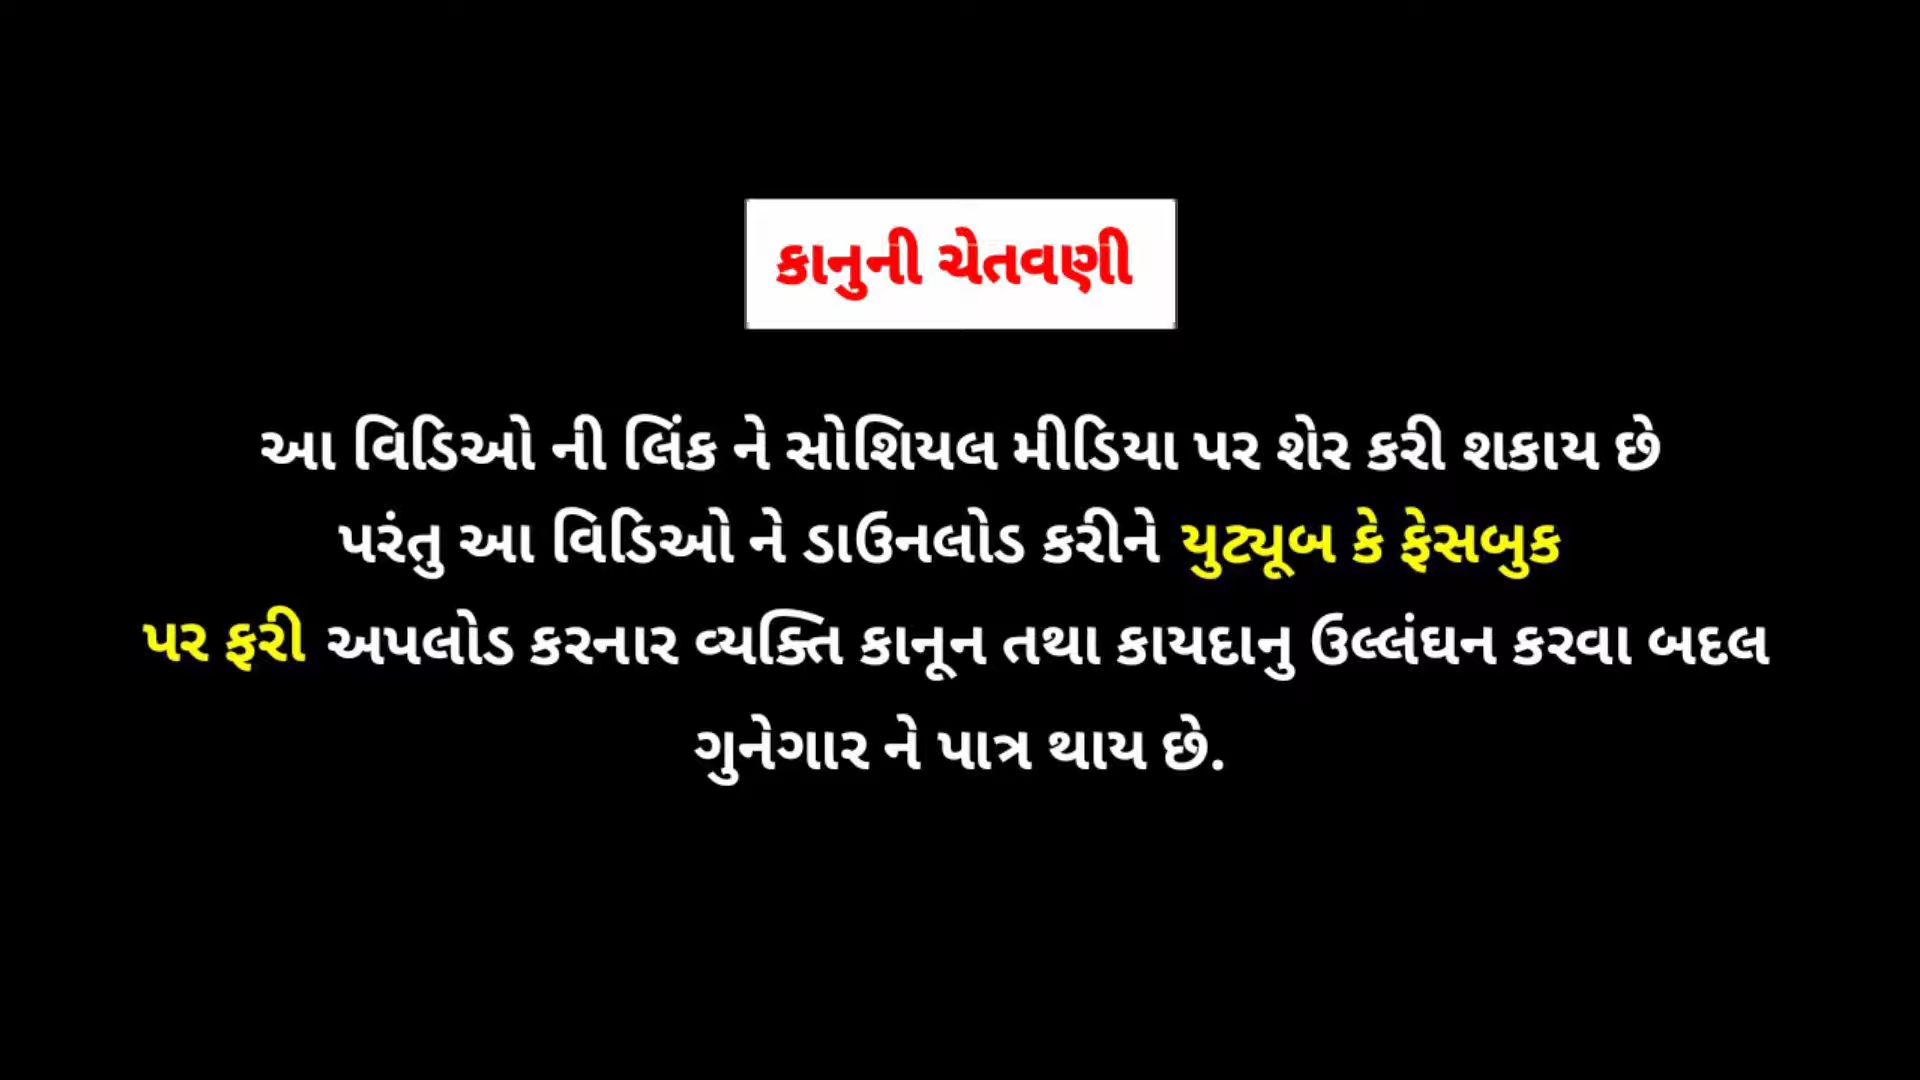 કાનુની ચેતવણી
આ વિડિઓ ની લિંક ને સોશિયલ મીડિયા પર શેર કરી શકાય છે
પરંતુ આ વિડિઓ ને ડાઉનલોડ કરીને યુટ્યૂબ કે ફેસબુક
પર ફરી અપલોડ કરનાર વ્યક્તિ કાનૂન તથા કાયદાનુ ઉલ્લંઘન કરવા બદલ
ગુનેગાર ને પાત્ર થાય છે.